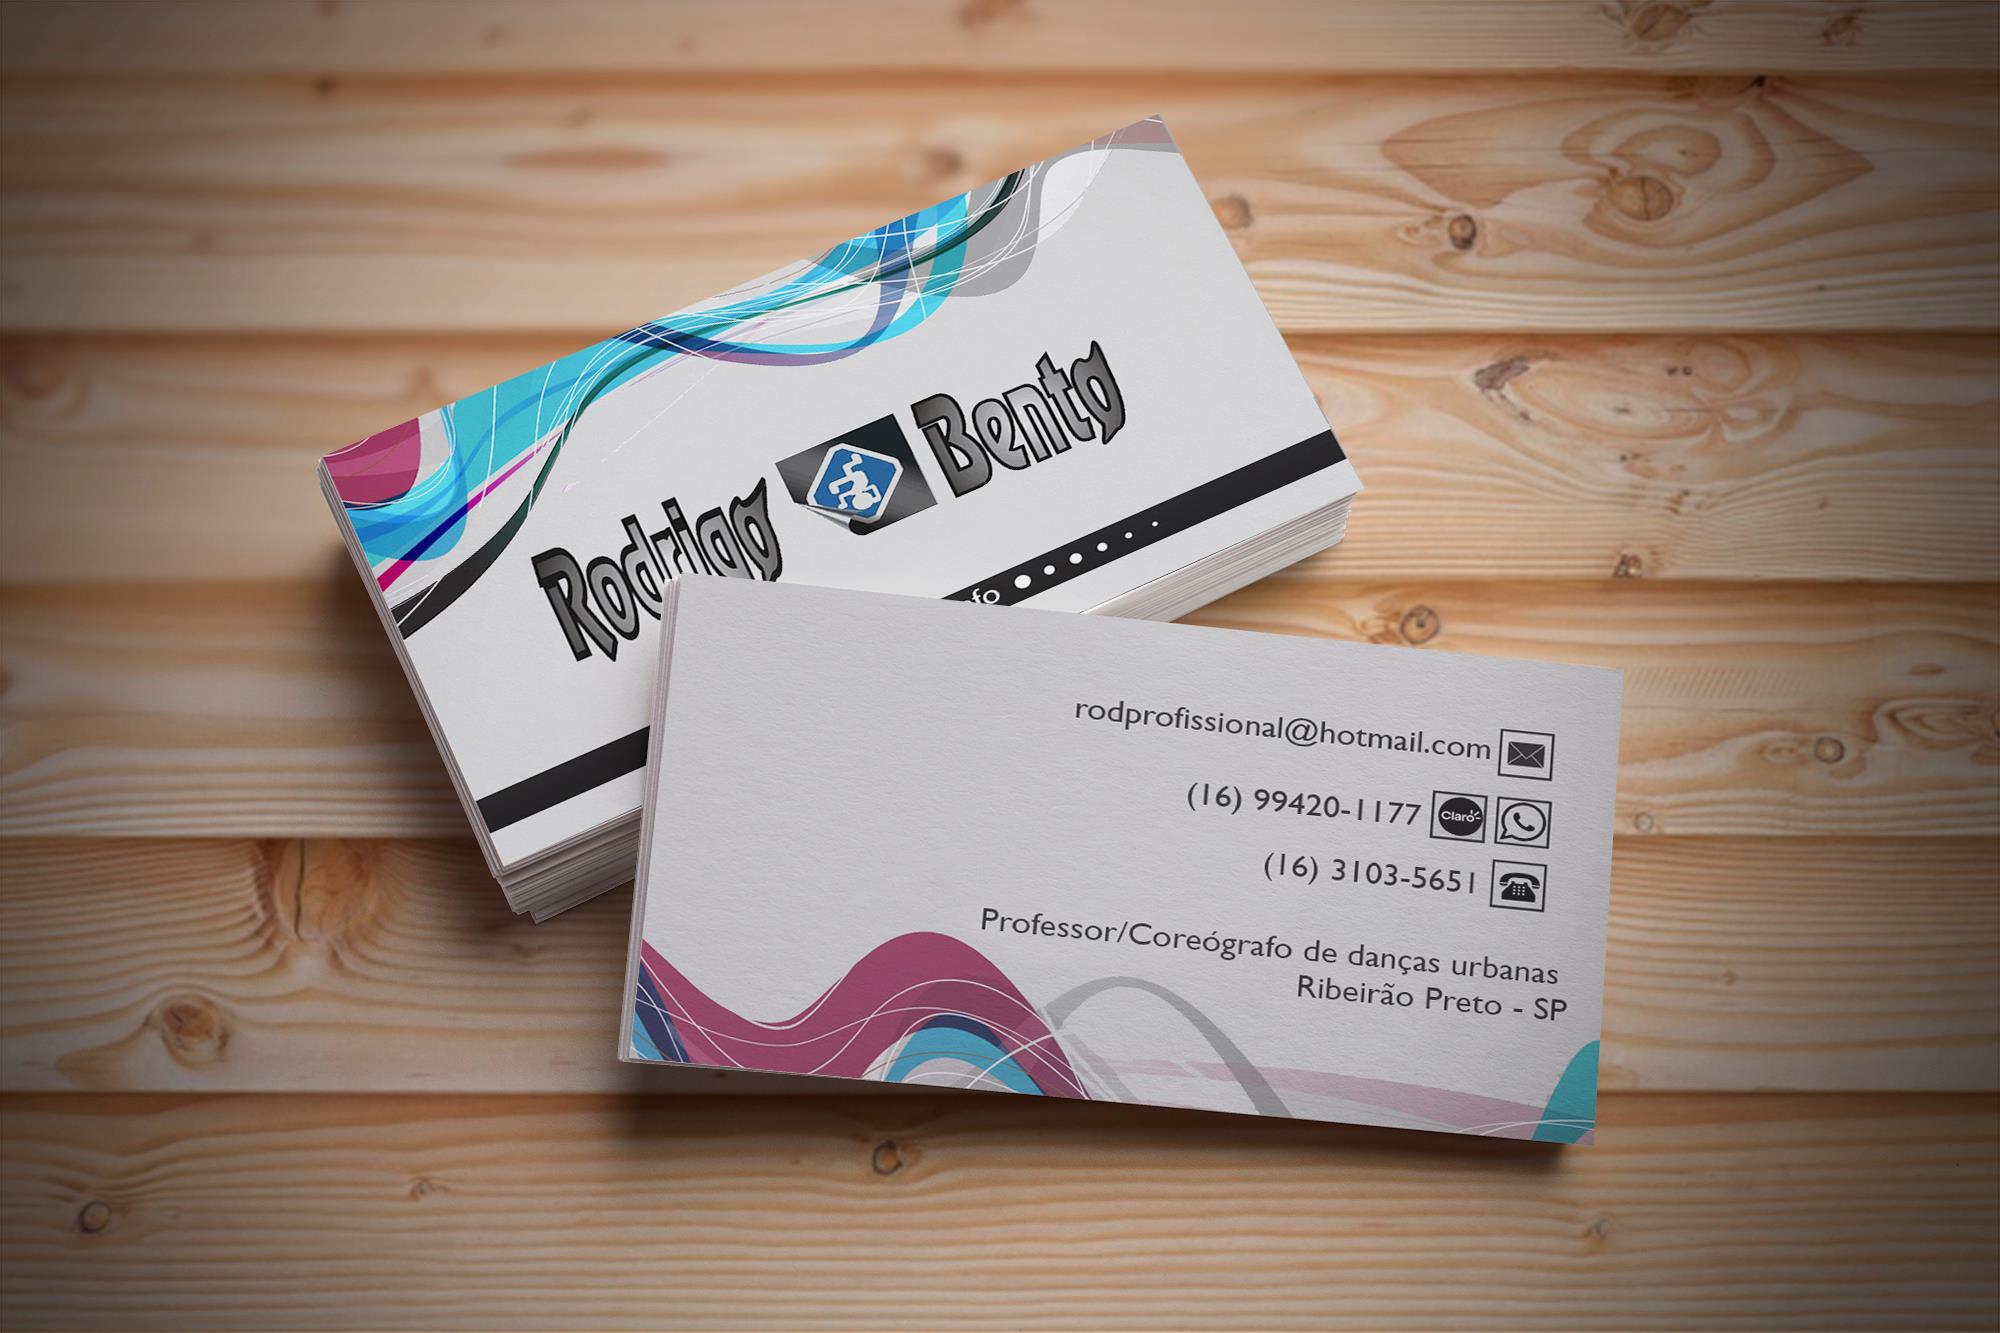 Rodrigo Bento
rodprofissional@hotmail.com
(16) 99420-1177 Claro
(16) 3103-5651
Professor/Coreógrafo de danças urbanas
Ribeirão Preto - SP